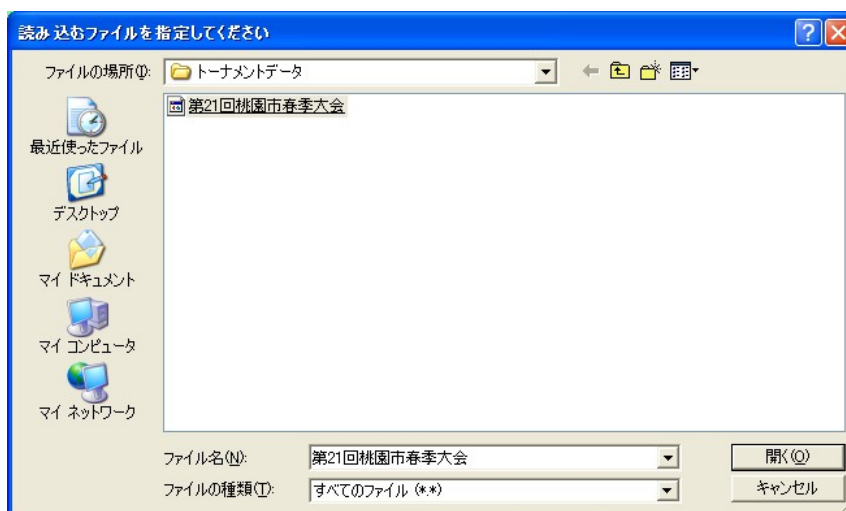 読み込むファイルを指定してください
ファイルの場所(I):
トーナメントデータ
第21回桃園市春季大会
最近使ったファイル
デスクトップ
マイ ドキュメント
マイ コンピュータ
マイ ネットワーク
ファイル名(N):
第21回桃園市春季大会
開く(O)
ファイルの種類(T):
すべてのファイル (*.*)
キャンセル